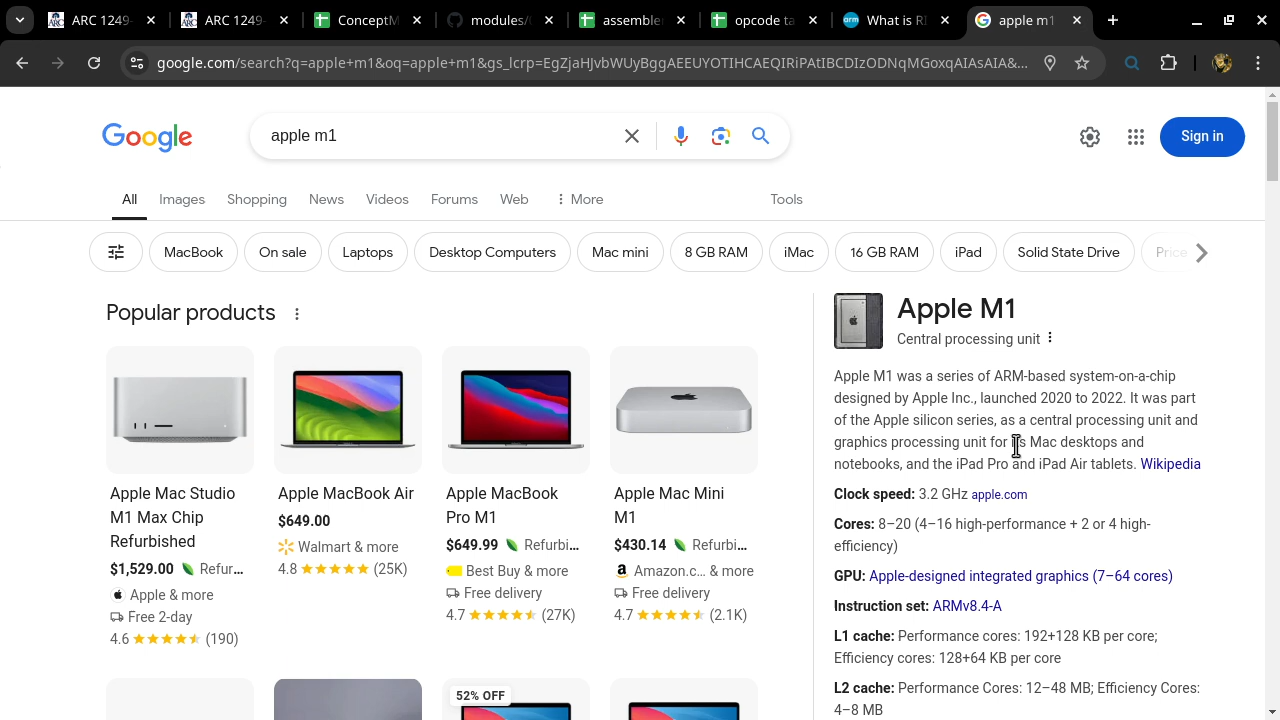 ARC 1249-
ARC 1249-
ConceptM
modules/
assemble
opcode ta
What is RI
apple m1
google.com/search?q=apple+m1&oq=apple+m1&gs_lcrp=EgZjaHJvbWUyBggAEEUYOTIHCAEQIRiPAtIBCDIzODNqMGoxqAIAsAIA&...
Google
apple m1
Sign in
All
Images
Shopping
News
Videos
Forums
Web
More
Tools
MacBook
On sale
Laptops
Desktop Computers
Mac mini
8 GB RAM
iMac
16 GB RAM
iPad
Solid State Drive
Price
Popular products
Apple Mac Studio
M1 Max Chip
Refurbished
$1,529.00 Refur...
Apple & more
Free 2-day
4.6 (190)
Apple MacBook Air
$649.00
Walmart & more
4.8 (25K)
Apple MacBook
Pro M1
$649.99 Refurbi...
Best Buy & more
Free delivery
4.7 (27K)
Apple Mac Mini
M1
$430.14 Refurbi...
Amazon.c... & more
Free delivery
4.7 (2.1K)
52% OFF
Apple M1
Central processing unit
Apple M1 was a series of ARM-based system-on-a-chip
designed by Apple Inc., launched 2020 to 2022. It was part
of the Apple silicon series, as a central processing unit and
graphics processing unit for its Mac desktops and
notebooks, and the iPad Pro and iPad Air tablets. Wikipedia
Clock speed: 3.2 GHz apple.com
Cores: 8–20 (4–16 high-performance + 2 or 4 high-
efficiency)
GPU: Apple-designed integrated graphics (7–64 cores)
Instruction set: ARMv8.4-A
L1 cache: Performance cores: 192+128 KB per core;
Efficiency cores: 128+64 KB per core
L2 cache: Performance Cores: 12–48 MB; Efficiency Cores:
4–8 MB